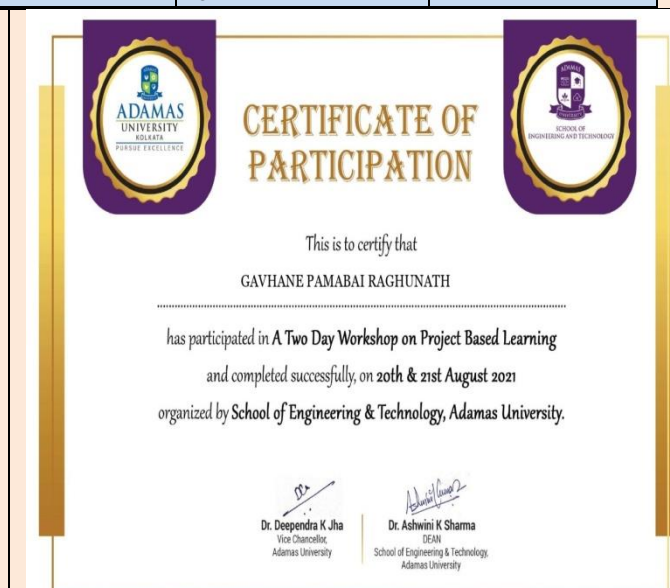 ADAMAS
UNIVERSITY
KOLKATA
PURSUE EXCELLENCE
CERTIFICATE OF
PARTICIPATION
ADAMAS
UNIVERSITY
SCHOOL OF
ENGINEERING AND TECHNOLOGY
This is to certify that
GAVHANE PAMABAI RAGHUNATH
has participated in A Two Day Workshop on Project Based Learning
and completed successfully, on 20th & 21st August 2021
organized by School of Engineering & Technology, Adamas University.
Dr. Deependra K Jha
Vice Chancellor,
Adamas University
Dr. Ashwini K Sharma
DEAN
School of Engineering & Technology,
Adamas University